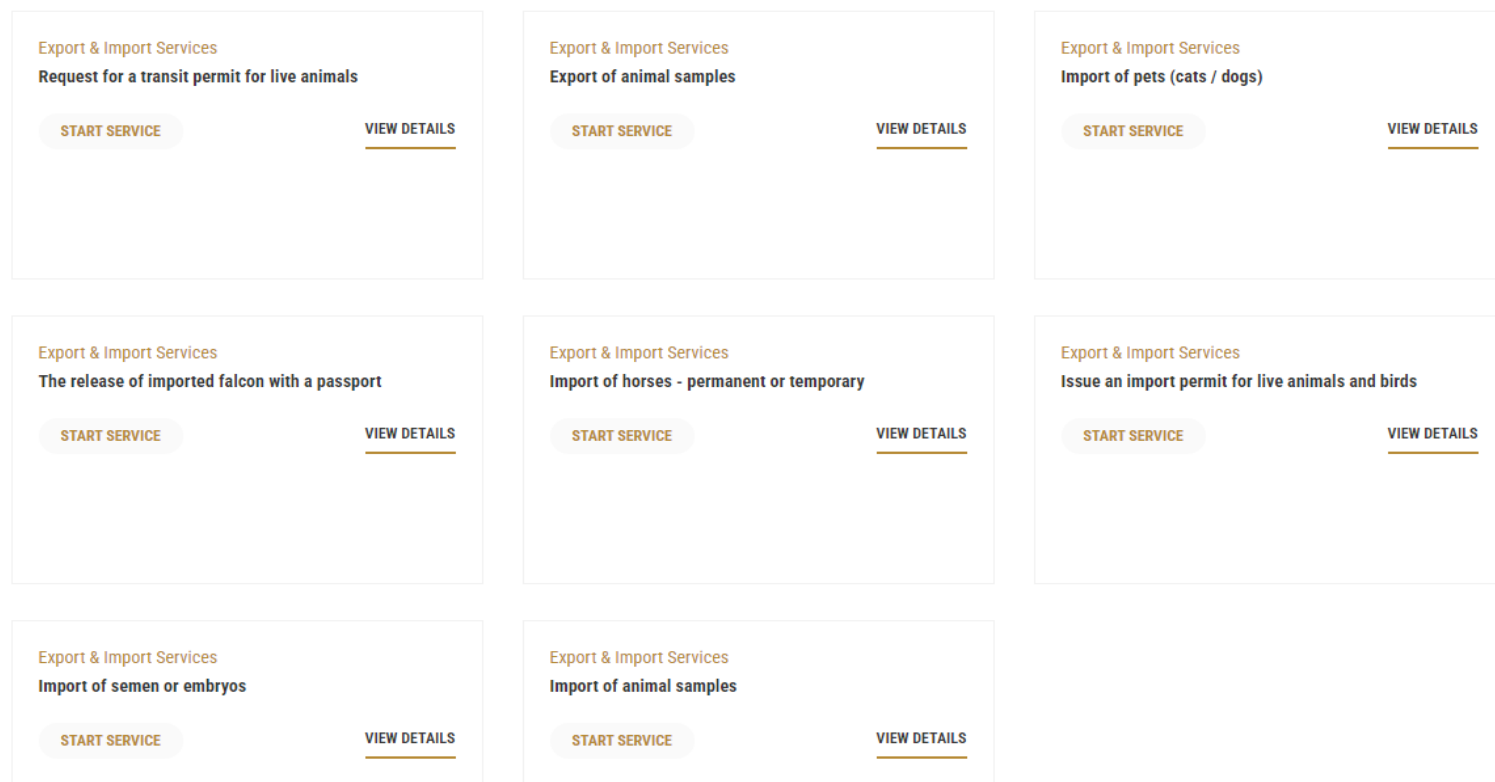 Export & Import Services
Request for a transit permit for live animals
START SERVICE
VIEW DETAILS
Export & Import Services
Export of animal samples
START SERVICE
VIEW DETAILS
Export & Import Services
Import of pets (cats / dogs)
START SERVICE
VIEW DETAILS
Export & Import Services
The release of imported falcon with a passport
START SERVICE
VIEW DETAILS
Export & Import Services
Import of horses - permanent or temporary
START SERVICE
VIEW DETAILS
Export & Import Services
Issue an import permit for live animals and birds
START SERVICE
VIEW DETAILS
Export & Import Services
Import of semen or embryos
START SERVICE
VIEW DETAILS
Export & Import Services
Import of animal samples
START SERVICE
VIEW DETAILS